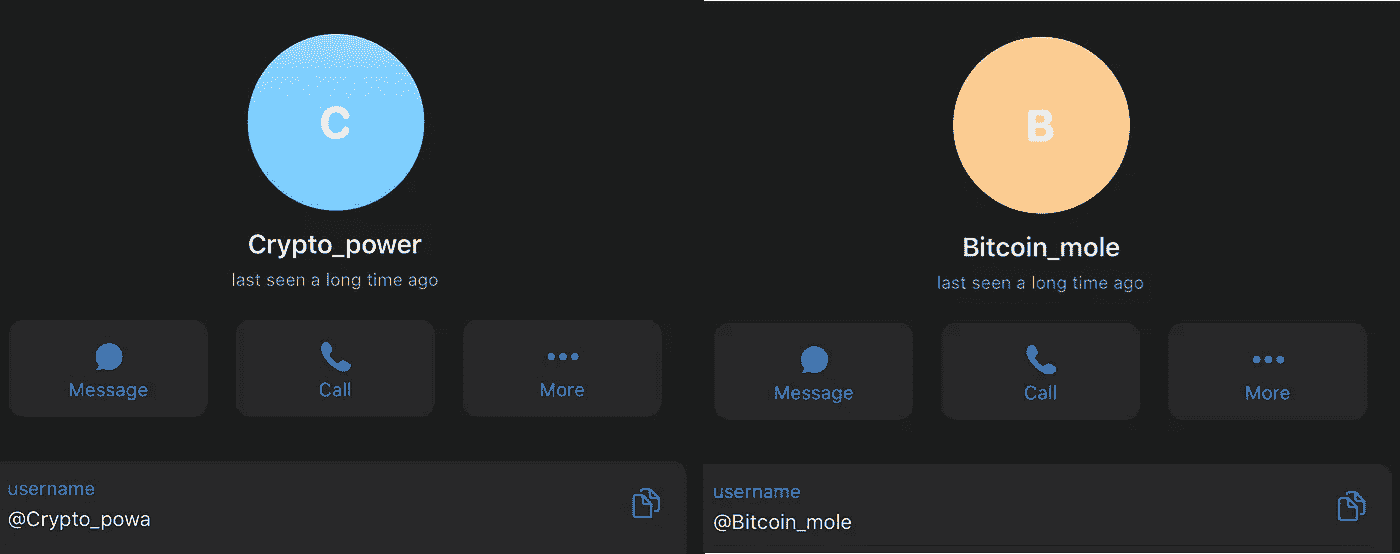 C
Crypto_power
last seen a long time ago
Message
Call
More
username
@Crypto_powa
B
Bitcoin_mole
last seen a long time ago
Message
Call
More
username
@Bitcoin_mole